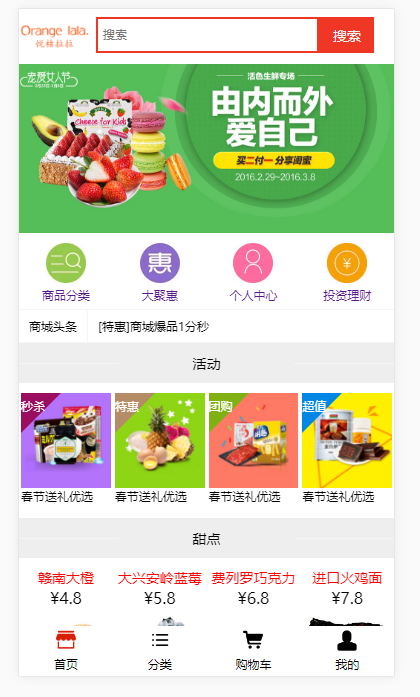 Orange lala.
悦橘拉拉
搜索
搜索
宠爱女人节
活色生鲜专场
由内而外
爱自己
买二付一 分享闺蜜
2016.2.29~2016.3.8
Cheese for Kids
惠
¥
商品分类
大聚惠
个人中心
投资理财
商城头条
[特惠]商城爆品1分秒
活动
秒杀
特惠
团购
超值
春节送礼优选
春节送礼优选
春节送礼优选
春节送礼优选
甜点
赣南大橙
大兴安岭蓝莓
费列罗巧克力
进口火鸡面
¥4.8
¥5.8
¥6.8
¥7.8
首页
分类
购物车
我的